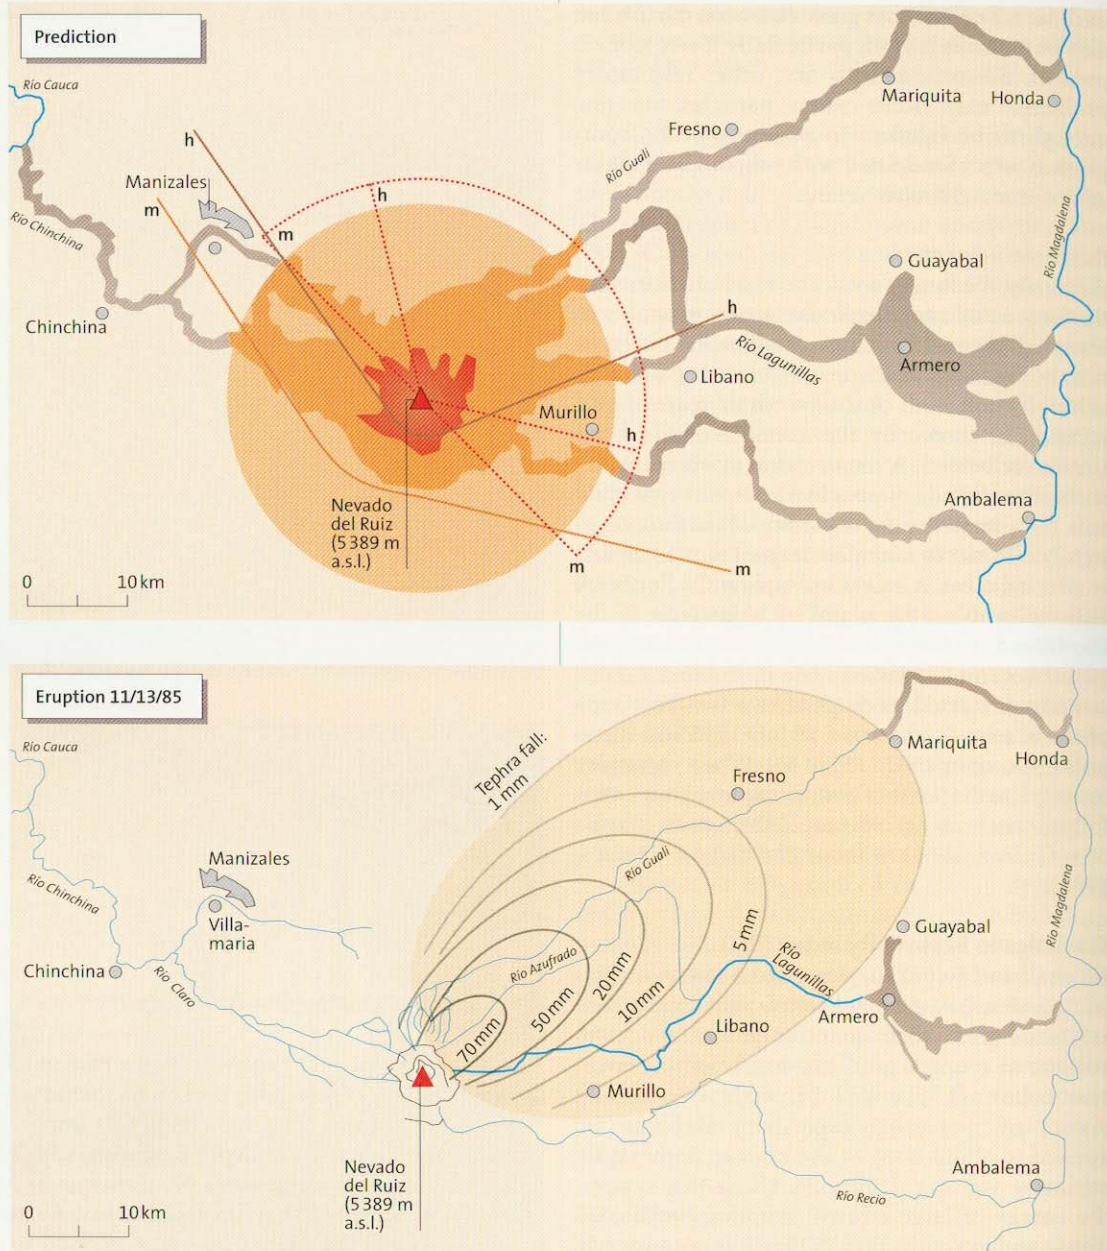 Prediction
Río Cauca
Mariquita
Honda
Fresno
h
Río Gualí
Manizales
m
h
m
Río Chinchina
Río Magdalena
Guayabal
Chinchina
h
Río Lagunillas
Armero
Libano
Murillo
h
Nevado
del Ruiz
(5389 m
a.s.l.)
Ambalema
m
m
0 10 km
Eruption 11/13/85
Río Cauca
Tephra fall:
1 mm
Mariquita
Honda
Fresno
Manizales
Río Gualí
Río Chinchina
Villa-
maria
Río Magdalena
Guayabal
5 mm
Río
Lagunillas
Río Azufrado
Chinchina
Río Claro
20 mm
50 mm
10 mm
Armero
70 mm
Libano
Murillo
Nevado
del Ruiz
(5389 m
a.s.l.)
Ambalema
Río Recio
0 10 km